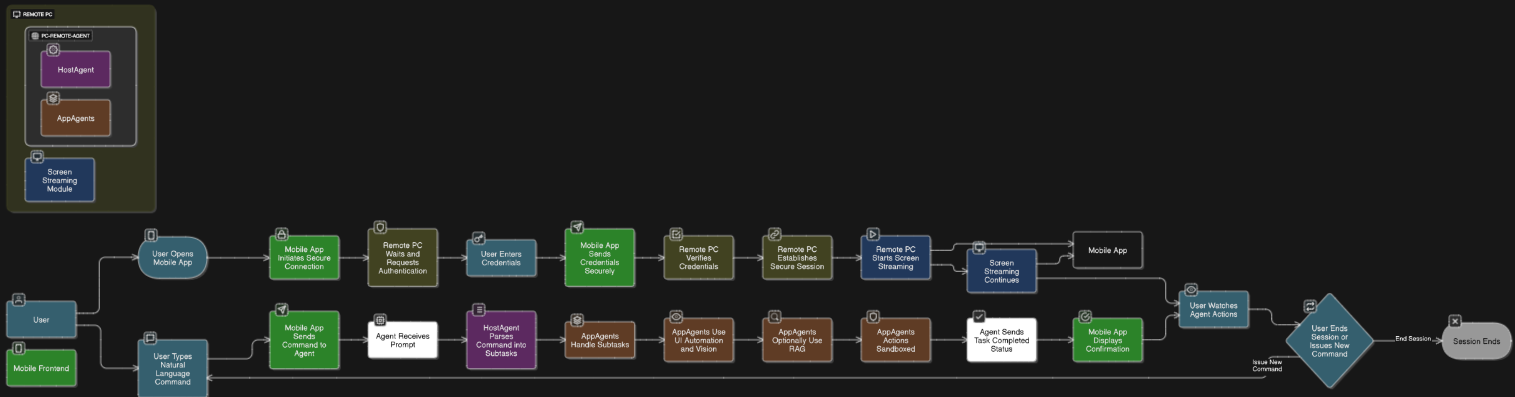 REMOTE PC
PC-REMOTE-AGENT
HostAgent
AppAgents
Screen
Streaming
Module
User Opens
Mobile App
Mobile App
Initiates Secure
Connection
Remote PC
Waits and
Requests
Authentication
User Enters
Credentials
Mobile App
Sends
Credentials
Securely
Remote PC
Verifies
Credentials
Remote PC
Establishes
Secure Session
Remote PC
Starts Screen
Streaming
Screen
Streaming
Continues
Mobile App
User
Mobile Frontend
User Types
Natural
Language
Command
Mobile App
Sends
Command to
Agent
Agent Receives
Prompt
HostAgent
Parses
Command into
Subtasks
AppAgents
Handle Subtasks
AppAgents Use
UI Automation
and Vision
AppAgents
Optionally Use
RAG
AppAgents
Actions
Sandboxed
Agent Sends
Task Completed
Status
Mobile App
Displays
Confirmation
User Watches
Agent Actions
User Ends
Session or
Issues New
Command
Issue New
Command
End Session
Session Ends